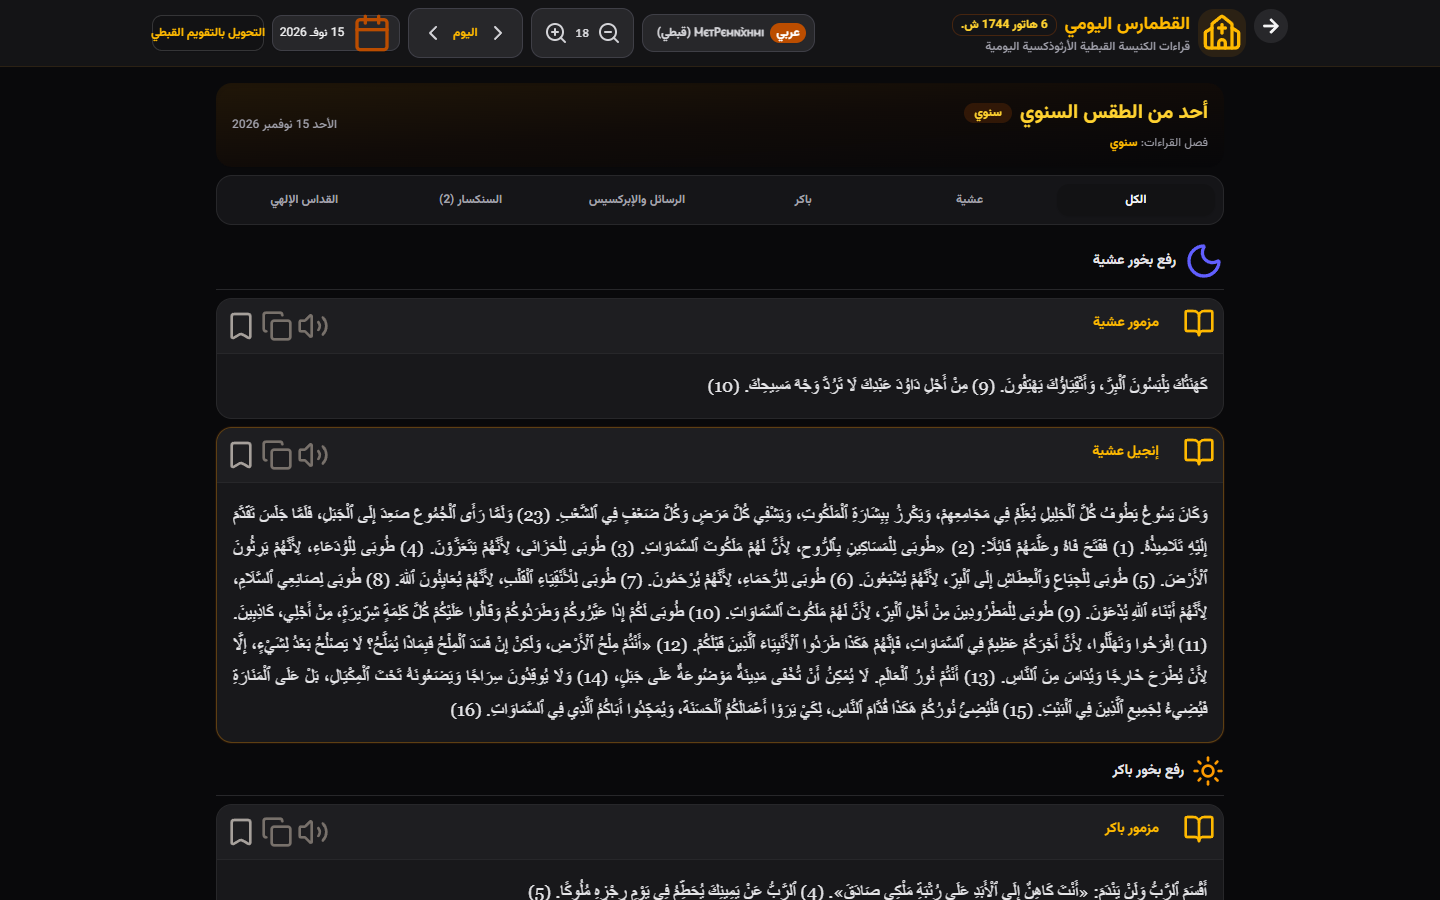 القطمارس اليومي
6 هاتور 1744 ش.
قراءات الكنيسة القبطية الأرثوذكسية اليومية
عربي
ⲘⲉⲧⲢⲉⲙⲛ̀ⲭⲏⲙⲓ (قبطي)
18
اليوم
15 نوفـ 2026
التحويل بالتقويم القبطي
أحد من الطقس السنوي
سنوي
فصل القراءات: سنوي
الأحد 15 نوفمبر 2026
الكل
عشية
باكر
الرسائل والإبركسيس
السنكسار (2)
القداس الإلهي
رفع بخور عشية
مزمور عشية
كَهَنَتُكَ يَلْبَسُونَ ٱلْبِرَّ، وَأَتْقِيَاؤُكَ يَهْتِفُونَ. (9) مِنْ أَجْلِ دَاوُدَ عَبْدِكَ لَا تَرُدَّ وَجْهَ مَسِيحِكَ. (10)
إنجيل عشية
وَكَانَ يَسُوعُ يَطُوفُ كُلَّ ٱلْجَلِيلِ يُعَلِّمُ فِي مَجَامِعِهِمْ، وَيَكْرِزُ بِبِشَارَةِ ٱلْمَلَكُوتِ، وَيَشْفِي كُلَّ مَرَضٍ وَكُلَّ ضَعْفٍ فِي ٱلشَّعْبِ. (23) وَلَمَّا رَأَى ٱلْجُمُوعَ صَعِدَ إِلَى ٱلْجَبَلِ، فَلَمَّا جَلَسَ تَقَدَّمَ
إِلَيْهِ تَلَامِيذُهُ. (1) فَفَتَحَ فَاهُ وعَلَّمَهُمْ قَائِلًا: (2) «طُوبَى لِلْمَسَاكِينِ بِٱلرُّوحِ، لِأَنَّ لَهُمْ مَلَكُوتَ ٱلسَّمَاوَاتِ. (3) طُوبَى لِلْحَزَانَى، لِأَنَّهُمْ يَتَعَزَّوْنَ. (4) طُوبَى لِلْوُدَعَاءِ، لِأَنَّهُمْ يَرِثُونَ
ٱلْأَرْضَ. (5) طُوبَى لِلْجِيَاعِ وَٱلْعِطَاشِ إِلَى ٱلْبِرِّ، لِأَنَّهُمْ يُشْبَعُونَ. (6) طُوبَى لِلرُّحَمَاءِ، لِأَنَّهُمْ يُرْحَمُونَ. (7) طُوبَى لِلْأَنْقِيَاءِ ٱلْقَلْبِ، لِأَنَّهُمْ يُعَايِنُونَ ٱللهَ. (8) طُوبَى لِصَانِعِي ٱلسَّلَامِ،
لِأَنَّهُمْ أَبْنَاءَ ٱللهِ يُدْعَوْنَ. (9) طُوبَى لِلْمَطْرُودِينَ مِنْ أَجْلِ ٱلْبِرِّ، لِأَنَّ لَهُمْ مَلَكُوتَ ٱلسَّمَاوَاتِ. (10) طُوبَى لَكُمْ إِذَا عَيَّرُوكُمْ وَطَرَدُوكُمْ وَقَالُوا عَلَيْكُمْ كُلَّ كَلِمَةٍ شِرِّيرَةٍ، مِنْ أَجْلِي، كَاذِبِينَ.
(11) اِفْرَحُوا وَتَهَلَّلُوا، لِأَنَّ أَجْرَكُمْ عَظِيمٌ فِي ٱلسَّمَاوَاتِ، فَإِنَّهُمْ هَكَذَا طَرَدُوا ٱلْأَنْبِيَاءَ ٱلَّذِينَ قَبْلَكُمْ. (12) «أَنْتُمْ مِلْحُ ٱلْأَرْضِ، وَلَكِنْ إِنْ فَسَدَ ٱلْمِلْحُ فَبِمَاذَا يُمَلَّحُ؟ لَا يَصْلُحُ بَعْدُ لِشَيْءٍ، إِلَّا
لِأَنْ يُطْرَحَ خَارِجًا وَيُدَاسَ مِنَ ٱلنَّاسِ. (13) أَنْتُمْ نُورُ ٱلْعَالَمِ. لَا يُمْكِنُ أَنْ تُخْفَى مَدِينَةٌ مَوْضُوعَةٌ عَلَى جَبَلٍ، (14) وَلَا يُوقِدُونَ سِرَاجًا وَيَضَعُونَهُ تَحْتَ ٱلْمِكْيَالِ، بَلْ عَلَى ٱلْمَنَارَةِ
فَيُضِيءُ لِجَمِيعِ ٱلَّذِينَ فِي ٱلْبَيْتِ. (15) فَلْيُضِئْ نُورُكُمْ هَكَذَا قُدَّامَ ٱلنَّاسِ، لِكَيْ يَرَوْا أَعْمَالَكُمُ ٱلْحَسَنَةَ، وَيُمَجِّدُوا أَبَاكُمُ ٱلَّذِي فِي ٱلسَّمَاوَاتِ. (16)
رفع بخور باكر
مزمور باكر
أَقْسَمَ ٱلرَّبُّ وَلَنْ يَنْدَمَ: «أَنْتَ كَاهِنٌ إِلَى ٱلْأَبَدِ عَلَى رُتْبَةِ مَلْكِي صَادَقَ». (4) ٱلرَّبُّ عَنْ يَمِينِكَ يُحَطِّمُ فِي يَوْمِ رِجْزِهِ مُلُوكًا. (5)